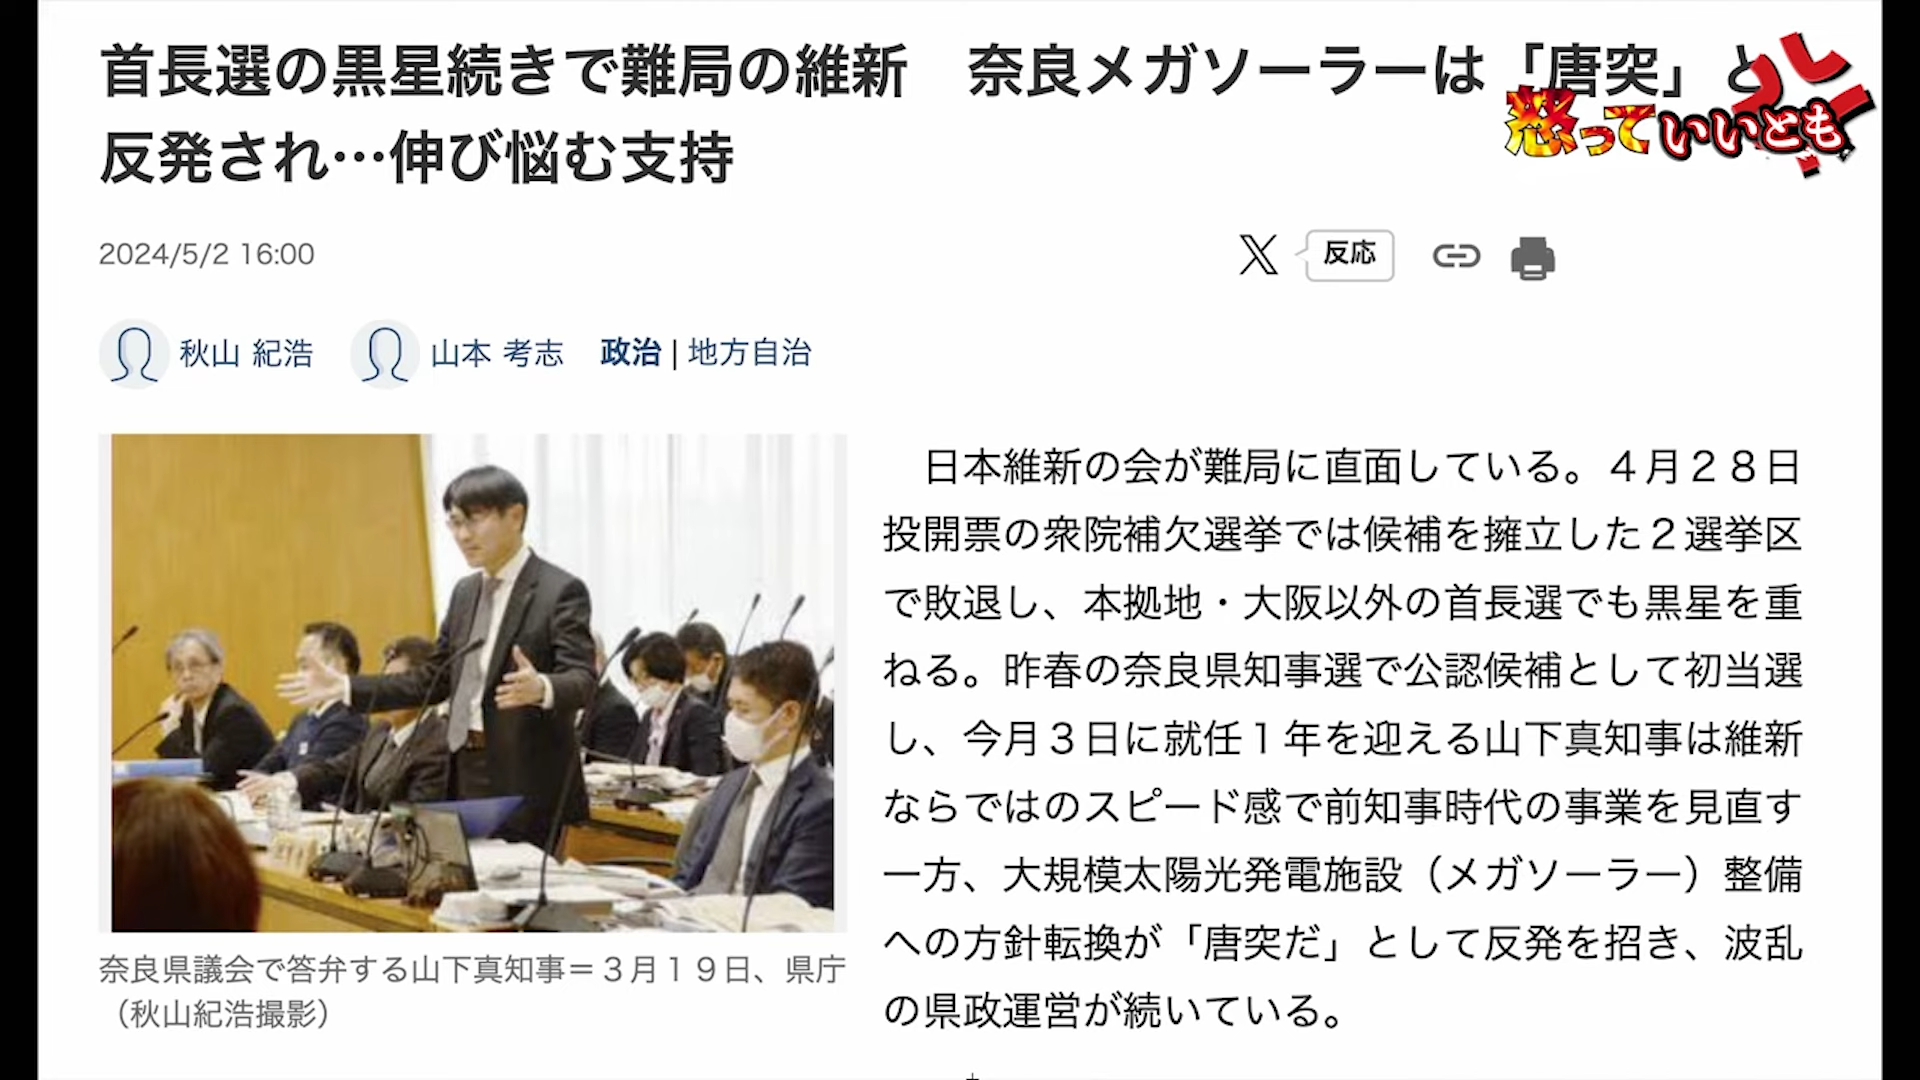 首長選の黒星続きで難局の維新　奈良メガソーラーは「唐突」と
反発され…伸び悩む支持
怒っていいとも
2024/5/2 16:00
反応
秋山 紀浩　山本 考志　政治 | 地方自治
日本維新の会が難局に直面している。４月２８日
投開票の衆院補欠選挙では候補を擁立した２選挙区
で敗退し、本拠地・大阪以外の首長選でも黒星を重
ねる。昨春の奈良県知事選で公認候補として初当選
し、今月３日に就任１年を迎える山下真知事は維新
ならではのスピード感で前知事時代の事業を見直す
一方、大規模太陽光発電施設（メガソーラー）整備
への方針転換が「唐突だ」として反発を招き、波乱
の県政運営が続いている。
奈良県議会で答弁する山下真知事＝３月１９日、県庁
（秋山紀浩撮影）